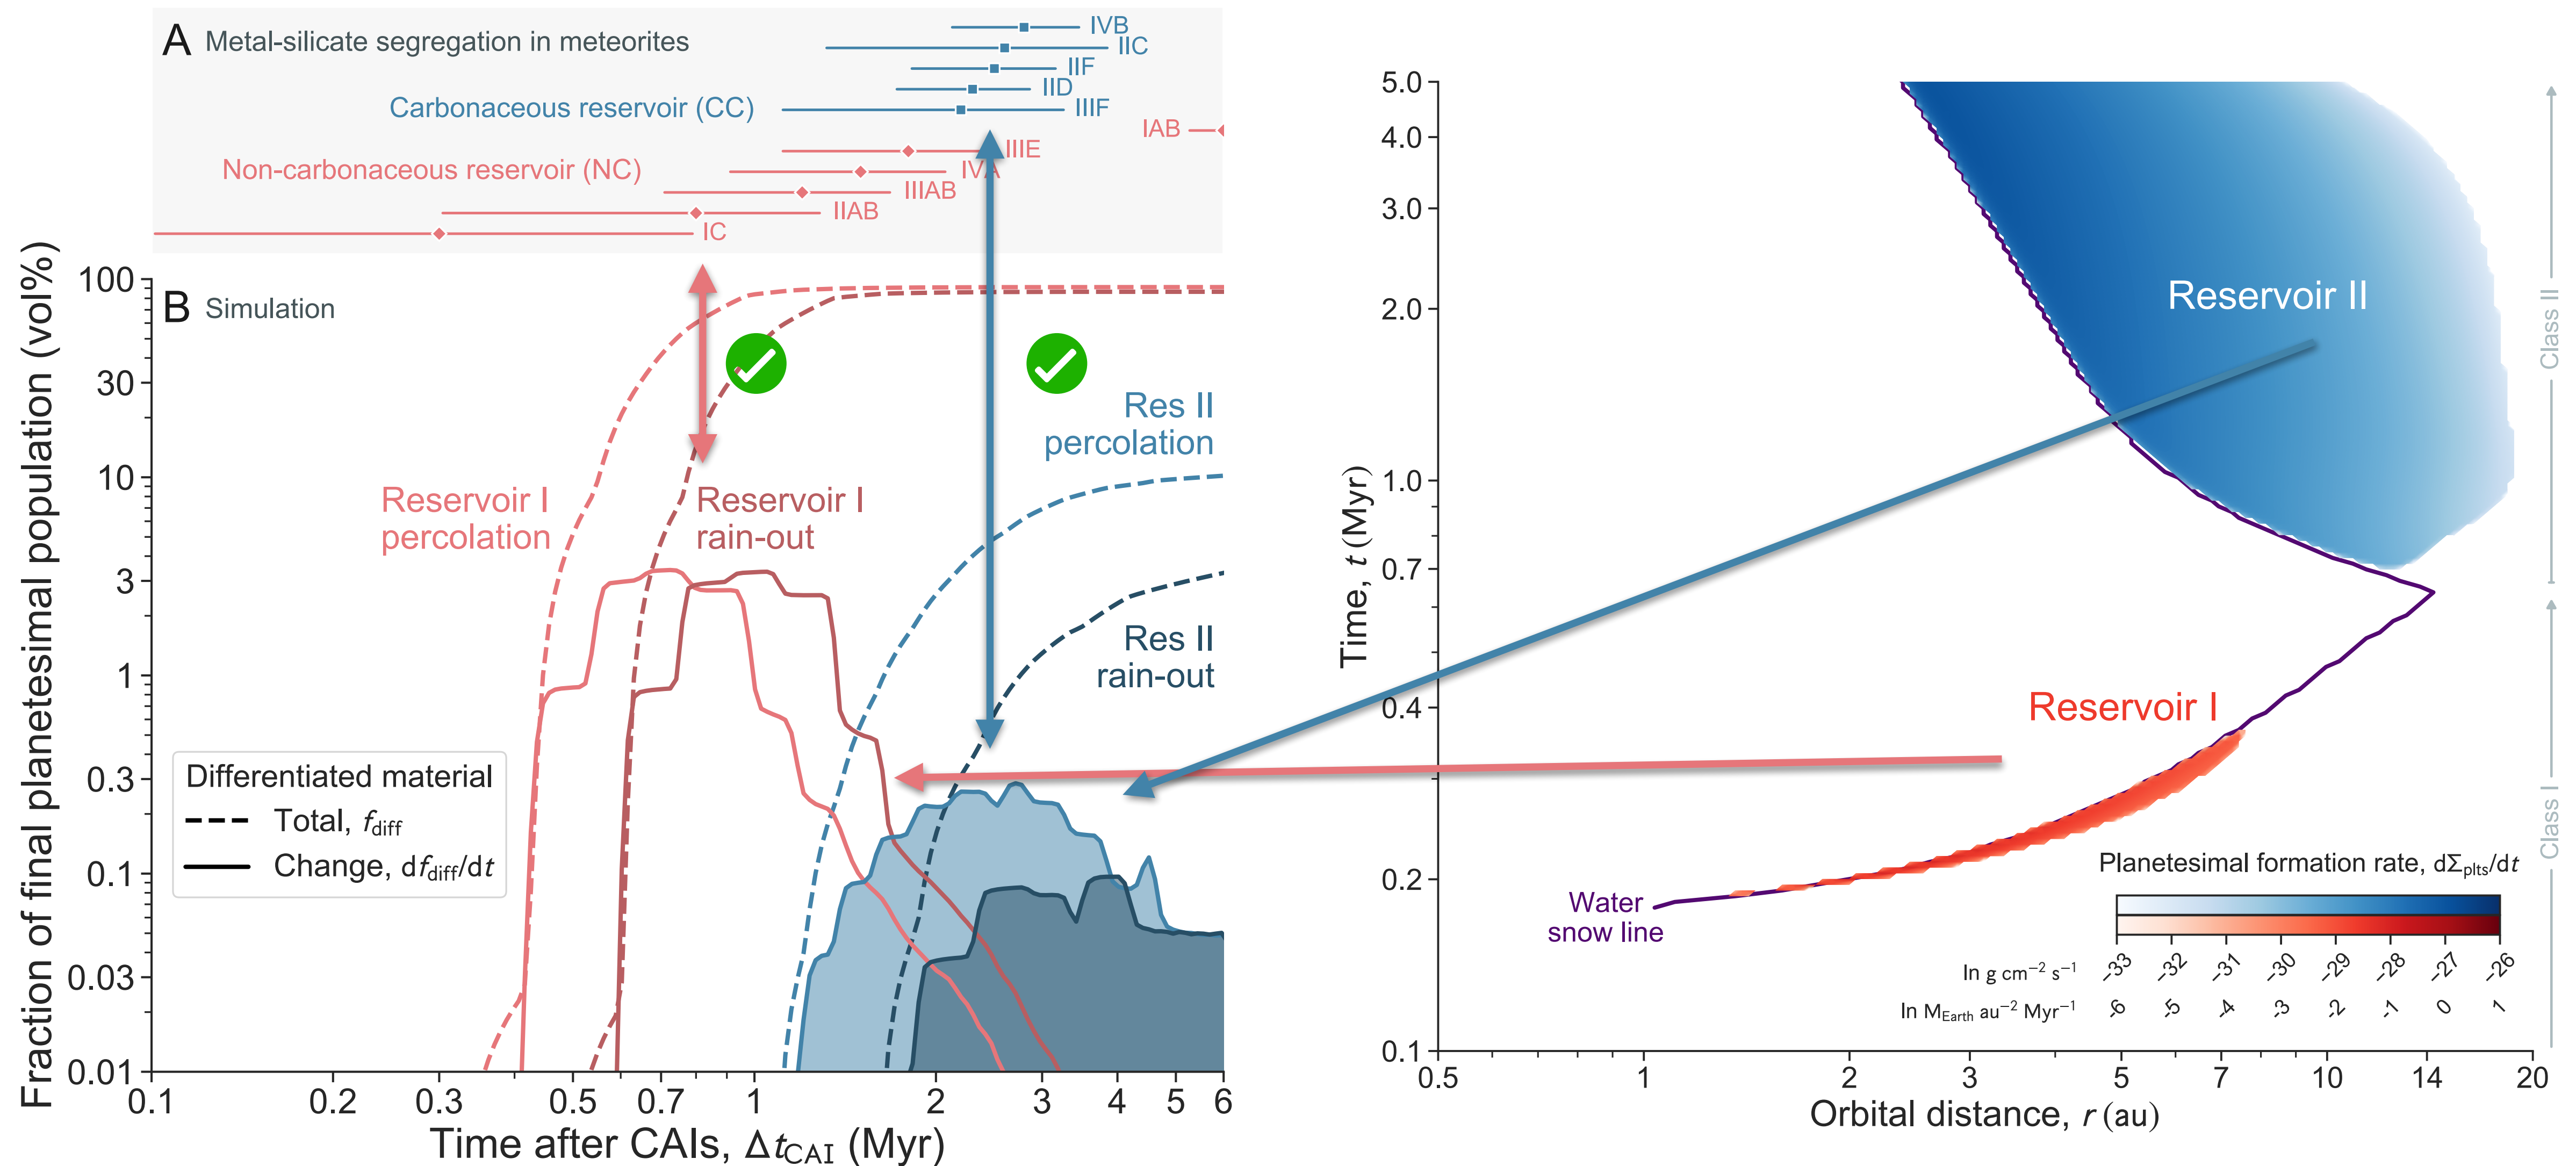 A Metal-silicate segregation in meteorites
IVB
IIC
IIF
IID
Carbonaceous reservoir (CC)
IIIF
IAB
IIIE
Non-carbonaceous reservoir (NC)
IVA
IIIAB
IIAB
IC
B Simulation
Fraction of final planetesimal population (vol%)
100
30
10
3
1
0.3
0.1
0.03
0.01
Reservoir I
percolation
Reservoir I
rain-out
Res II
percolation
Res II
rain-out
Differentiated material
Total, fdiff
Change, dfdiff/dt
0.1 0.2 0.3 0.5 0.7 1 2 3 4 5 6
Time after CAIs, ΔtCAI (Myr)
Time, t (Myr)
5.0
4.0
3.0
2.0
1.0
0.7
0.4
0.2
0.1
Reservoir II
Class II
Reservoir I
Class I
Water
snow line
Planetesimal formation rate, dΣplts/dt
ln g cm⁻² s⁻¹ -33 -32 -31 -30 -29 -28 -27 -26
ln MEarth au⁻² Myr⁻¹ -6 -5 -4 -3 -2 -1 0 1
0.5 1 2 3 5 7 10 14 20
Orbital distance, r (au)